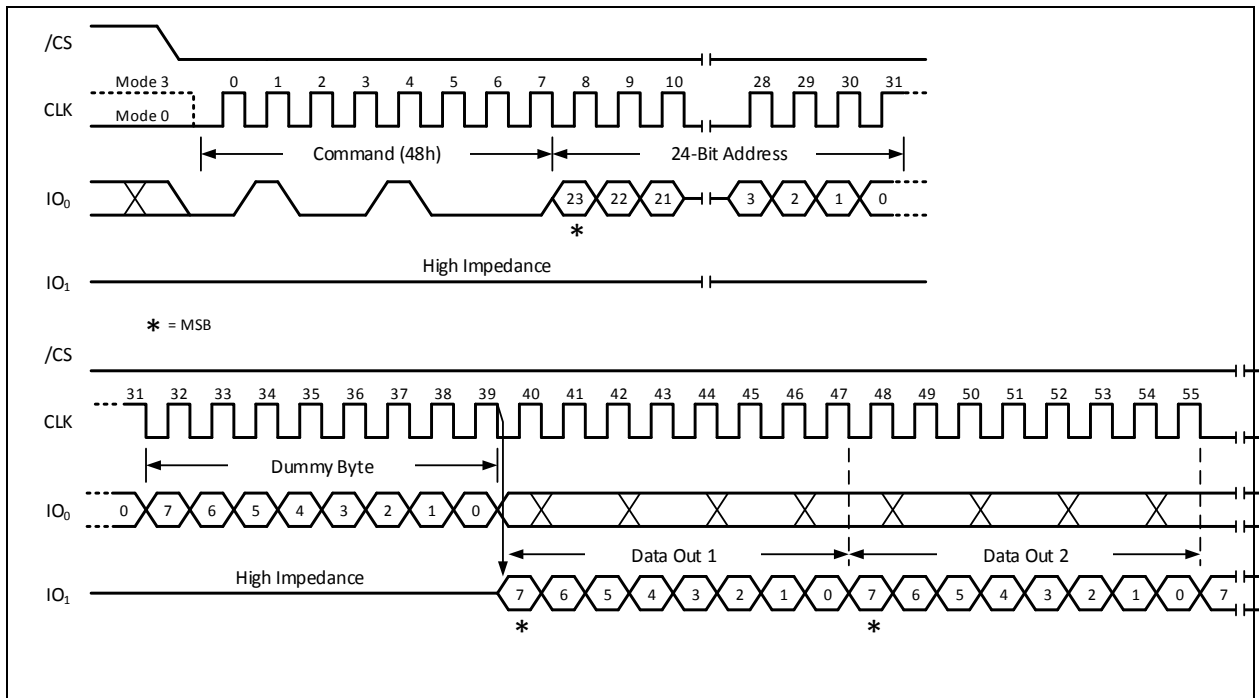 /CS
Mode 3 0 1 2 3 4 5 6 7 8 9 10 28 29 30 31
CLK
Mode 0
Command (48h) 24-Bit Address
IO₀ 23 22 21 3 2 1 0
*
High Impedance
IO₁
* = MSB
/CS
31 32 33 34 35 36 37 38 39 40 41 42 43 44 45 46 47 48 49 50 51 52 53 54 55
CLK
Dummy Byte
IO₀ 0 7 6 5 4 3 2 1 0
Data Out 1 Data Out 2
High Impedance
IO₁ 7 6 5 4 3 2 1 0 7 6 5 4 3 2 1 0 7
* *